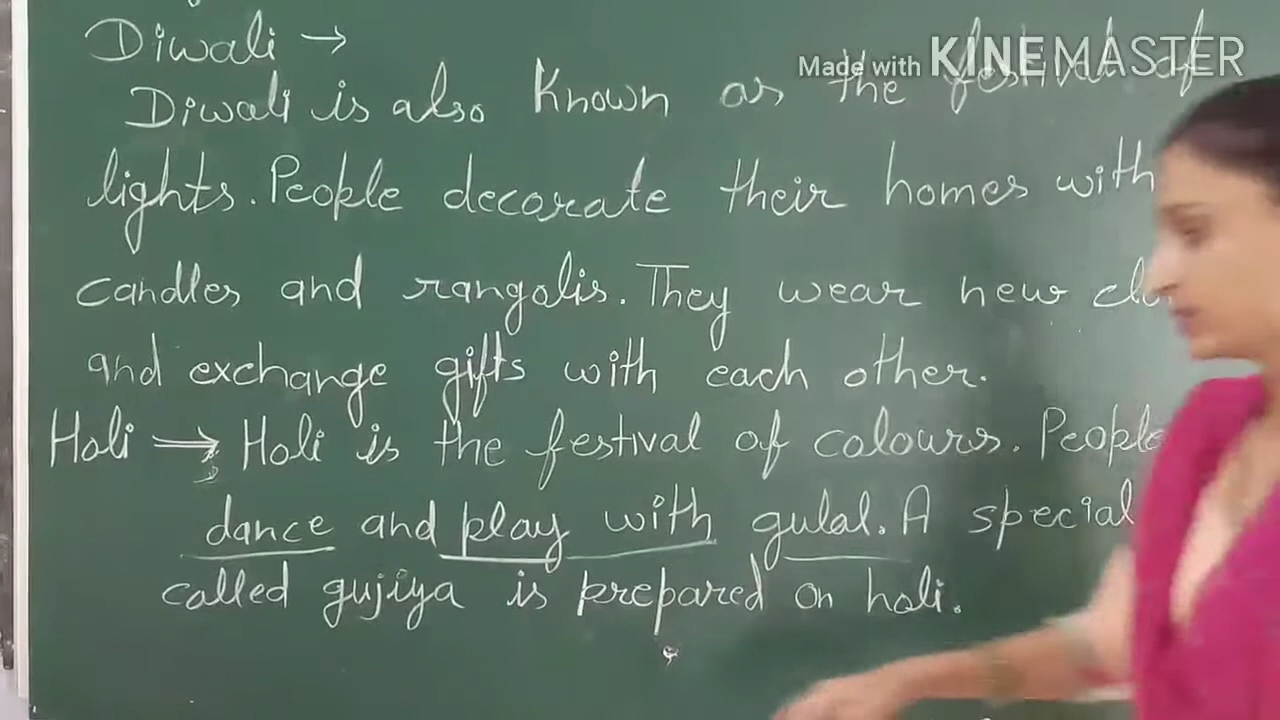 Diwali →
Made with KINEMASTER
Diwali is also Known as the festival of
lights. People decorate their homes with
candles and rangolis. They wear new
and exchange gifts with each other.
Holi → Holi is the festival of colours. People
dance and play with gulal. A special
called gujiya is prepared on holi.